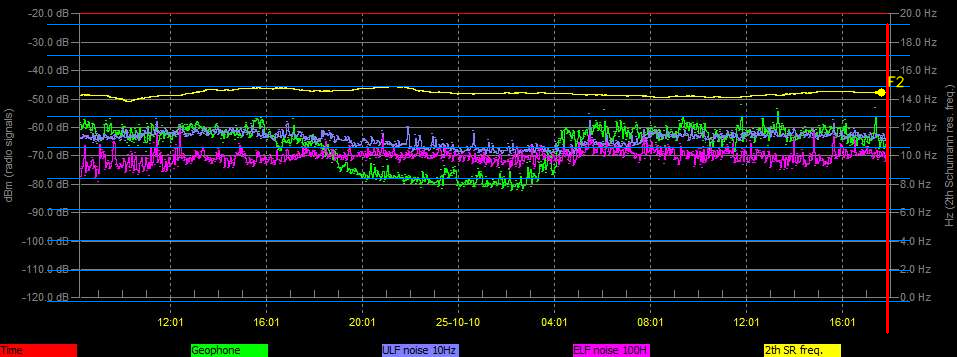 -20.0 dB 20.0 Hz
-30.0 dB 18.0 Hz
-40.0 dB 16.0 Hz
F2
-50.0 dB 14.0 Hz
-60.0 dB 12.0 Hz
-70.0 dB 10.0 Hz
-80.0 dB 8.0 Hz
-90.0 dB 6.0 Hz
-100.0 dB 4.0 Hz
-110.0 dB 2.0 Hz
-120.0 dB 0.0 Hz
dBm (radio signals)
Hz (2th Schumann res. freq.)
12:01 16:01 20:01 25-10-10 04:01 08:01 12:01 16:01
Time Geophone ULF noise 10Hz ELF noise 100H 2th SR freq.